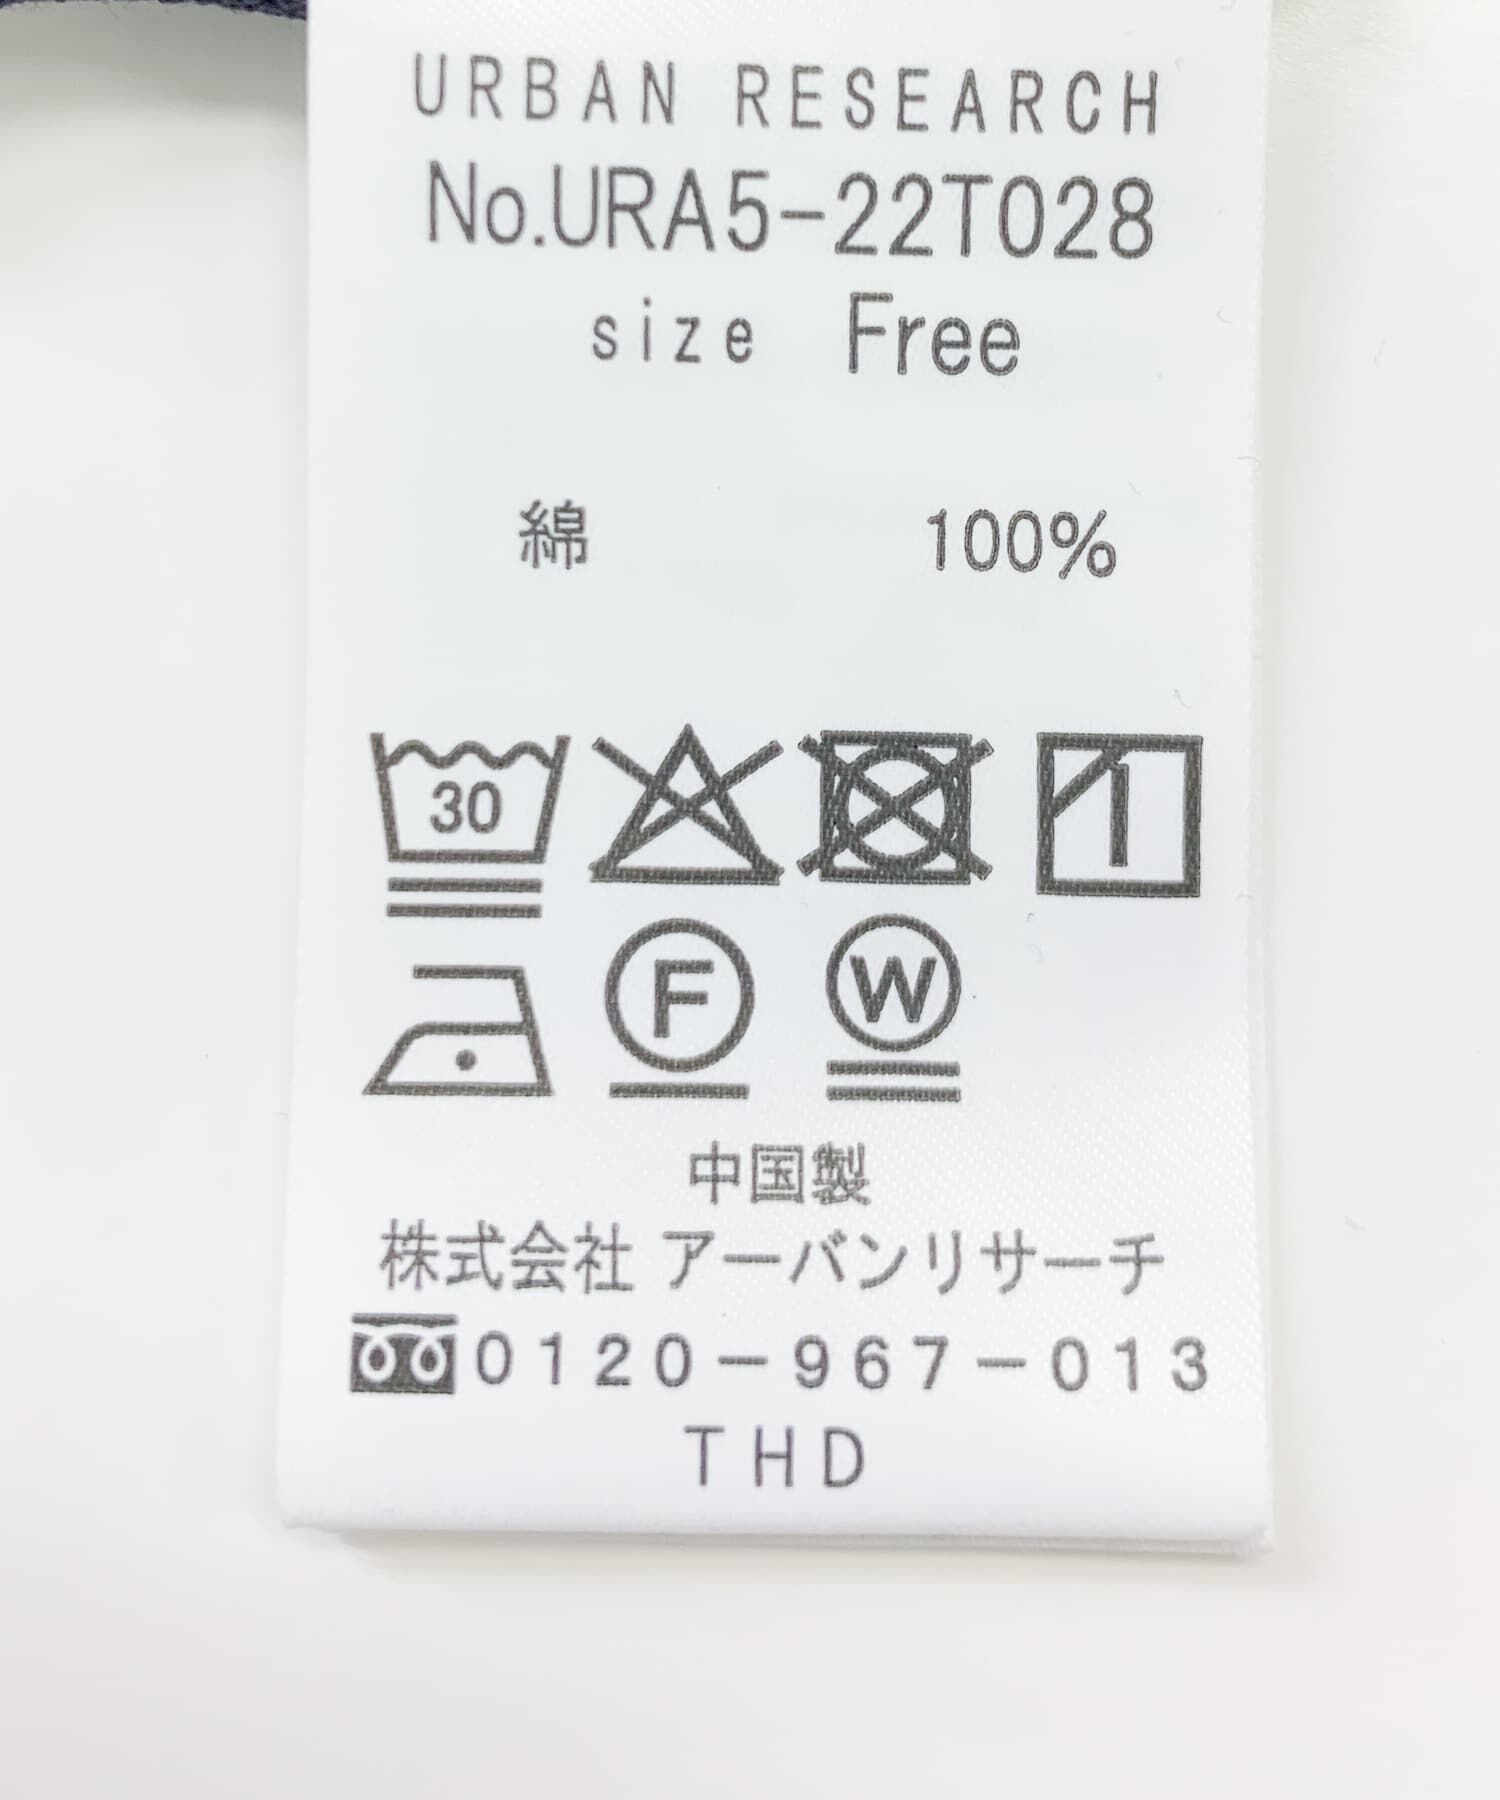 URBAN RESEARCH
No.URA5-22T028
size Free
綿 100%
30
F W
中国製
株式会社 アーバンリサーチ
0120-967-013
THD